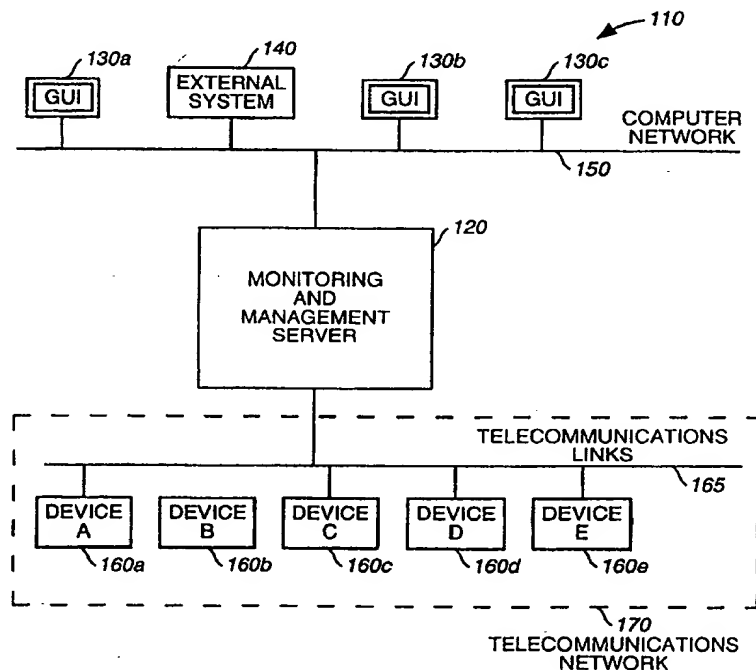 110
130a
140
130b
130c
GUI
EXTERNAL
SYSTEM
GUI
GUI
COMPUTER
NETWORK
150
120
MONITORING
AND
MANAGEMENT
SERVER
TELECOMMUNICATIONS
LINKS
165
DEVICE
A
DEVICE
B
DEVICE
C
DEVICE
D
DEVICE
E
160a
160b
160c
160d
160e
170
TELECOMMUNICATIONS
NETWORK